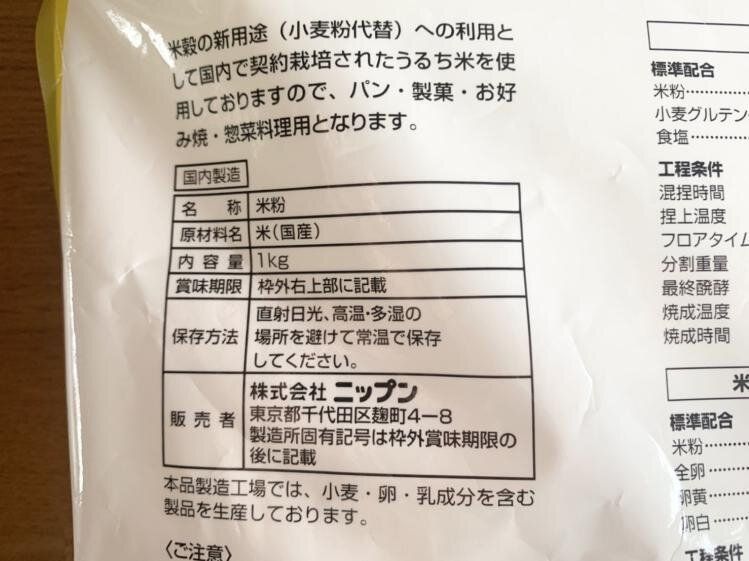 米穀の新用途（小麦粉代替）への利用と
して国内で契約栽培されたうるち米を使
用しておりますので、パン・製菓・お好
み焼・惣菜料理用となります。
国内製造
名 称 米粉
原材料名 米（国産）
内容量 1kg
賞味期限 枠外右上部に記載
保存方法 直射日光、高温・多湿の
場所を避けて常温で保存
してください。
販売者 株式会社 ニップン
東京都千代田区麹町4－8
製造所固有記号は枠外賞味期限の
後に記載
本品製造工場では、小麦・卵・乳成分を含む
製品を生産しております。
〈ご注意〉
標準配合
米粉
小麦グルテン
食塩
工程条件
混捏時間
捏上温度
フロアタイム
分割重量
最終醗酵
焼成温度
焼成時間
米
標準配合
米粉
全卵
卵黄
卵白
工程条件